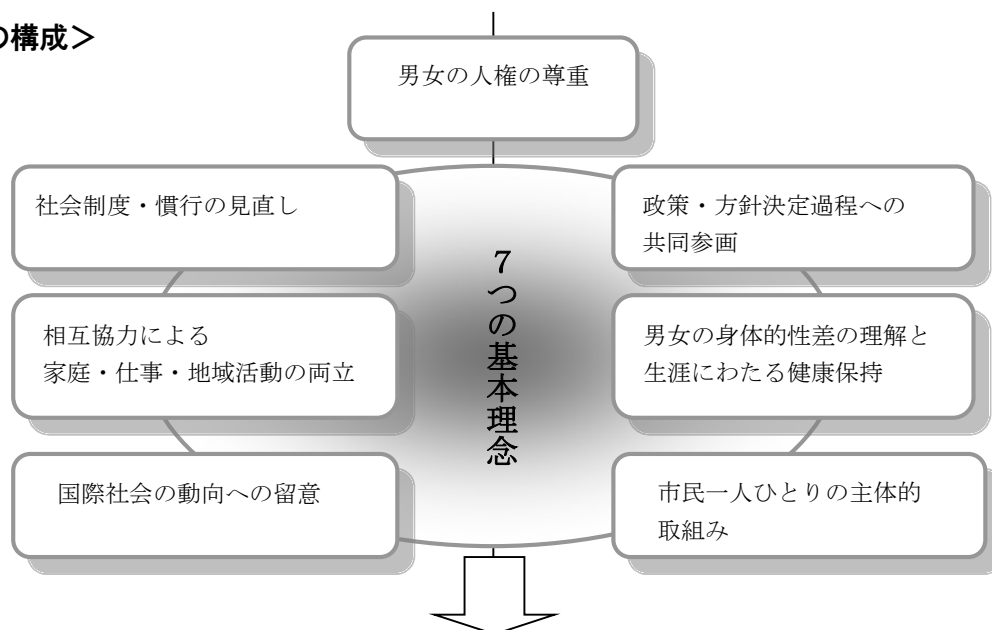 の構成＞
男女の人権の尊重
社会制度・慣行の見直し
政策・方針決定過程への
共同参画
7つの基本理念
相互協力による
家庭・仕事・地域活動の両立
男女の身体的性差の理解と
生涯にわたる健康保持
国際社会の動向への留意
市民一人ひとりの主体的
取組み